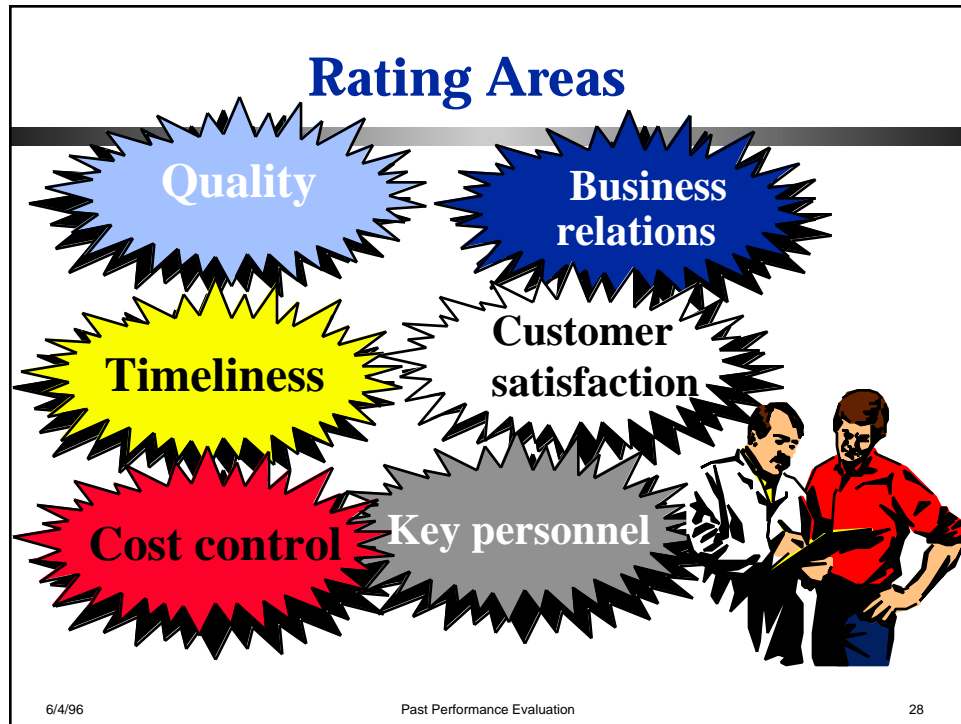 Rating Areas
Quality
Business
relations
Timeliness
Customer
satisfaction
Cost control
Key personnel
6/4/96
Past Performance Evaluation
28